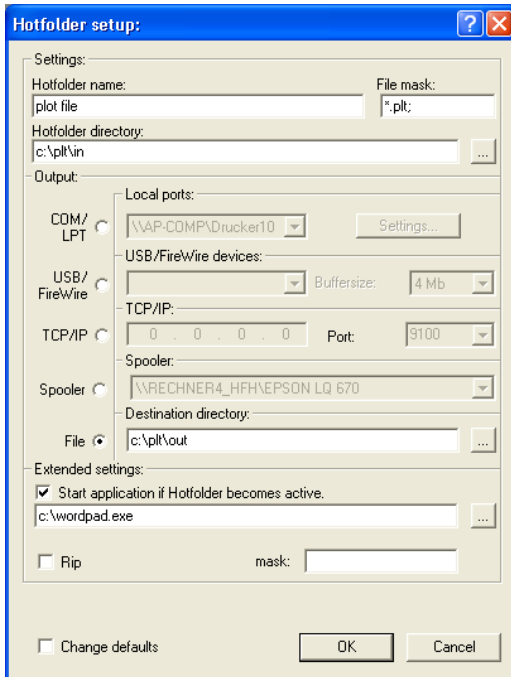 Hotfolder setup:
Settings:
Hotfolder name: File mask:
plot file *.plt;
Hotfolder directory:
c:\plt\in ...
Output:
Local ports:
COM/
LPT \\AP-COMP\Drucker10 Settings...
USB/FireWire devices:
USB/
FireWire Buffersize: 4 Mb
TCP/IP:
TCP/IP 0 . 0 . 0 . 0 Port: 9100
Spooler:
Spooler \\RECHNER4_HFH\EPSON LQ 670
Destination directory:
File c:\plt\out ...
Extended settings:
Start application if Hotfolder becomes active.
c:\wordpad.exe ...
Rip mask:
Change defaults OK Cancel